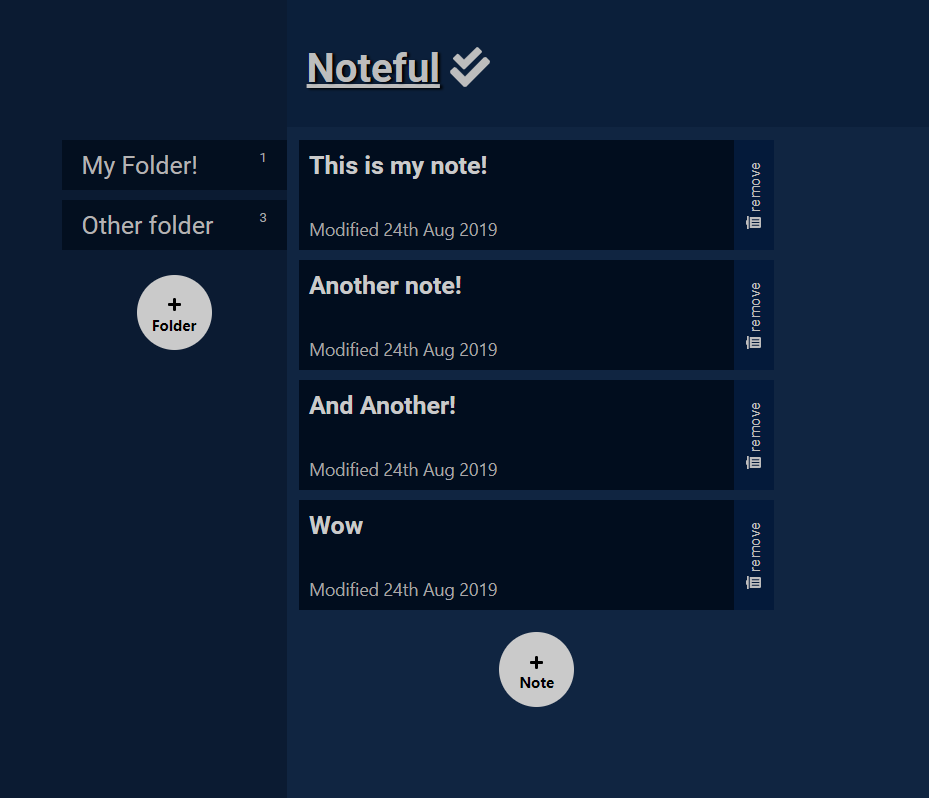 Noteful
My Folder! 1
Other folder 3
+
Folder
This is my note!
Modified 24th Aug 2019
remove
Another note!
Modified 24th Aug 2019
remove
And Another!
Modified 24th Aug 2019
remove
Wow
Modified 24th Aug 2019
remove
+
Note